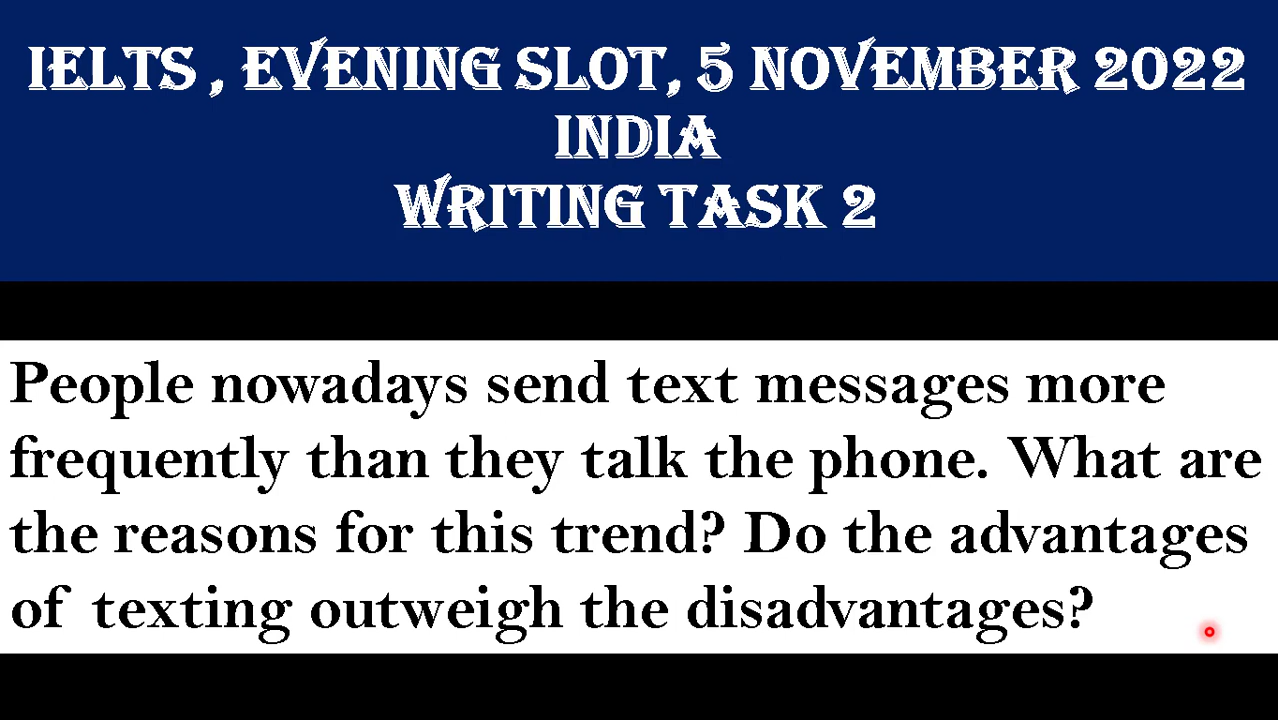 IELTS , EVENING SLOT, 5 NOVEMBER 2022
INDIA
WRITING TASK 2
People nowadays send text messages more
frequently than they talk the phone. What are
the reasons for this trend? Do the advantages
of texting outweigh the disadvantages?